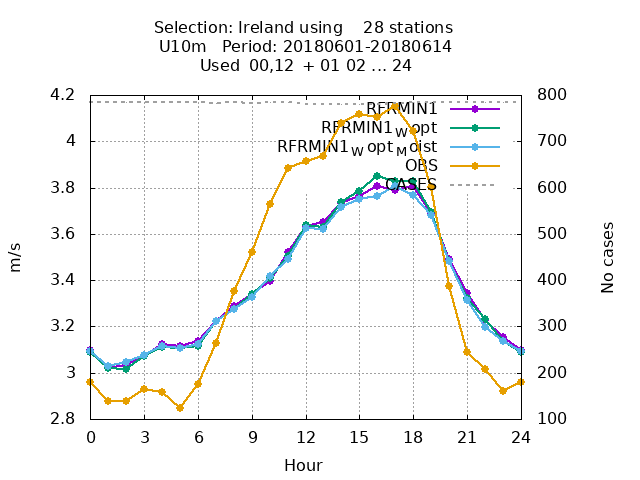 Selection: Ireland using 28 stations
U10m Period: 20180601-20180614
Used 00,12 + 01 02 ... 24
4.2
4
3.8
3.6
3.4
3.2
3
2.8
800
700
600
500
400
300
200
100
RFRMIN1
RFRMIN1_Wopt
RFRMIN1_Wopt_Moist
OBS
CASES
0 3 6 9 12 15 18 21 24
m/s
No cases
Hour